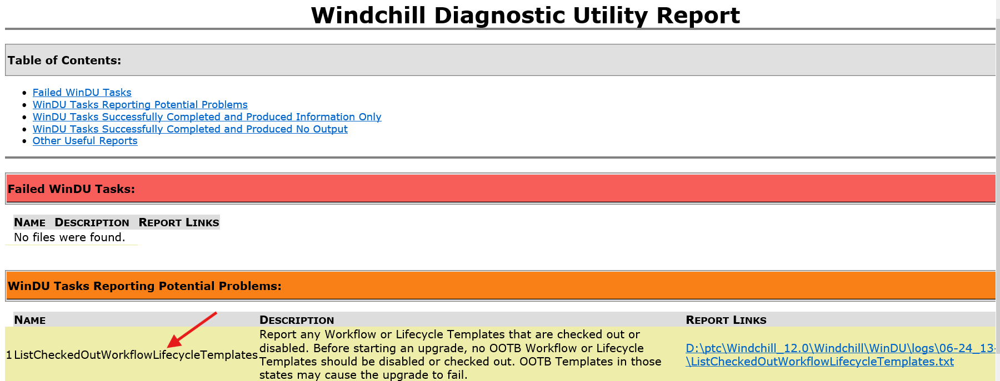 Windchill Diagnostic Utility Report
Table of Contents:
Failed WinDU Tasks
WinDU Tasks Reporting Potential Problems
WinDU Tasks Successfully Completed and Produced Information Only
WinDU Tasks Successfully Completed and Produced No Output
Other Useful Reports
Failed WinDU Tasks:
NAME DESCRIPTION REPORT LINKS
No files were found.
WinDU Tasks Reporting Potential Problems:
NAME DESCRIPTION REPORT LINKS
1 ListCheckedOutWorkflowLifecycleTemplates
Report any Workflow or Lifecycle Templates that are checked out or
disabled. Before starting an upgrade, no OOTB Workflow or Lifecycle
Templates should be disabled or checked out. OOTB Templates in those
states may cause the upgrade to fail.
D:\ptc\Windchill_12.0\Windchill\WinDU\logs\06-24_13-
\ListCheckedOutWorkflowLifecycleTemplates.txt